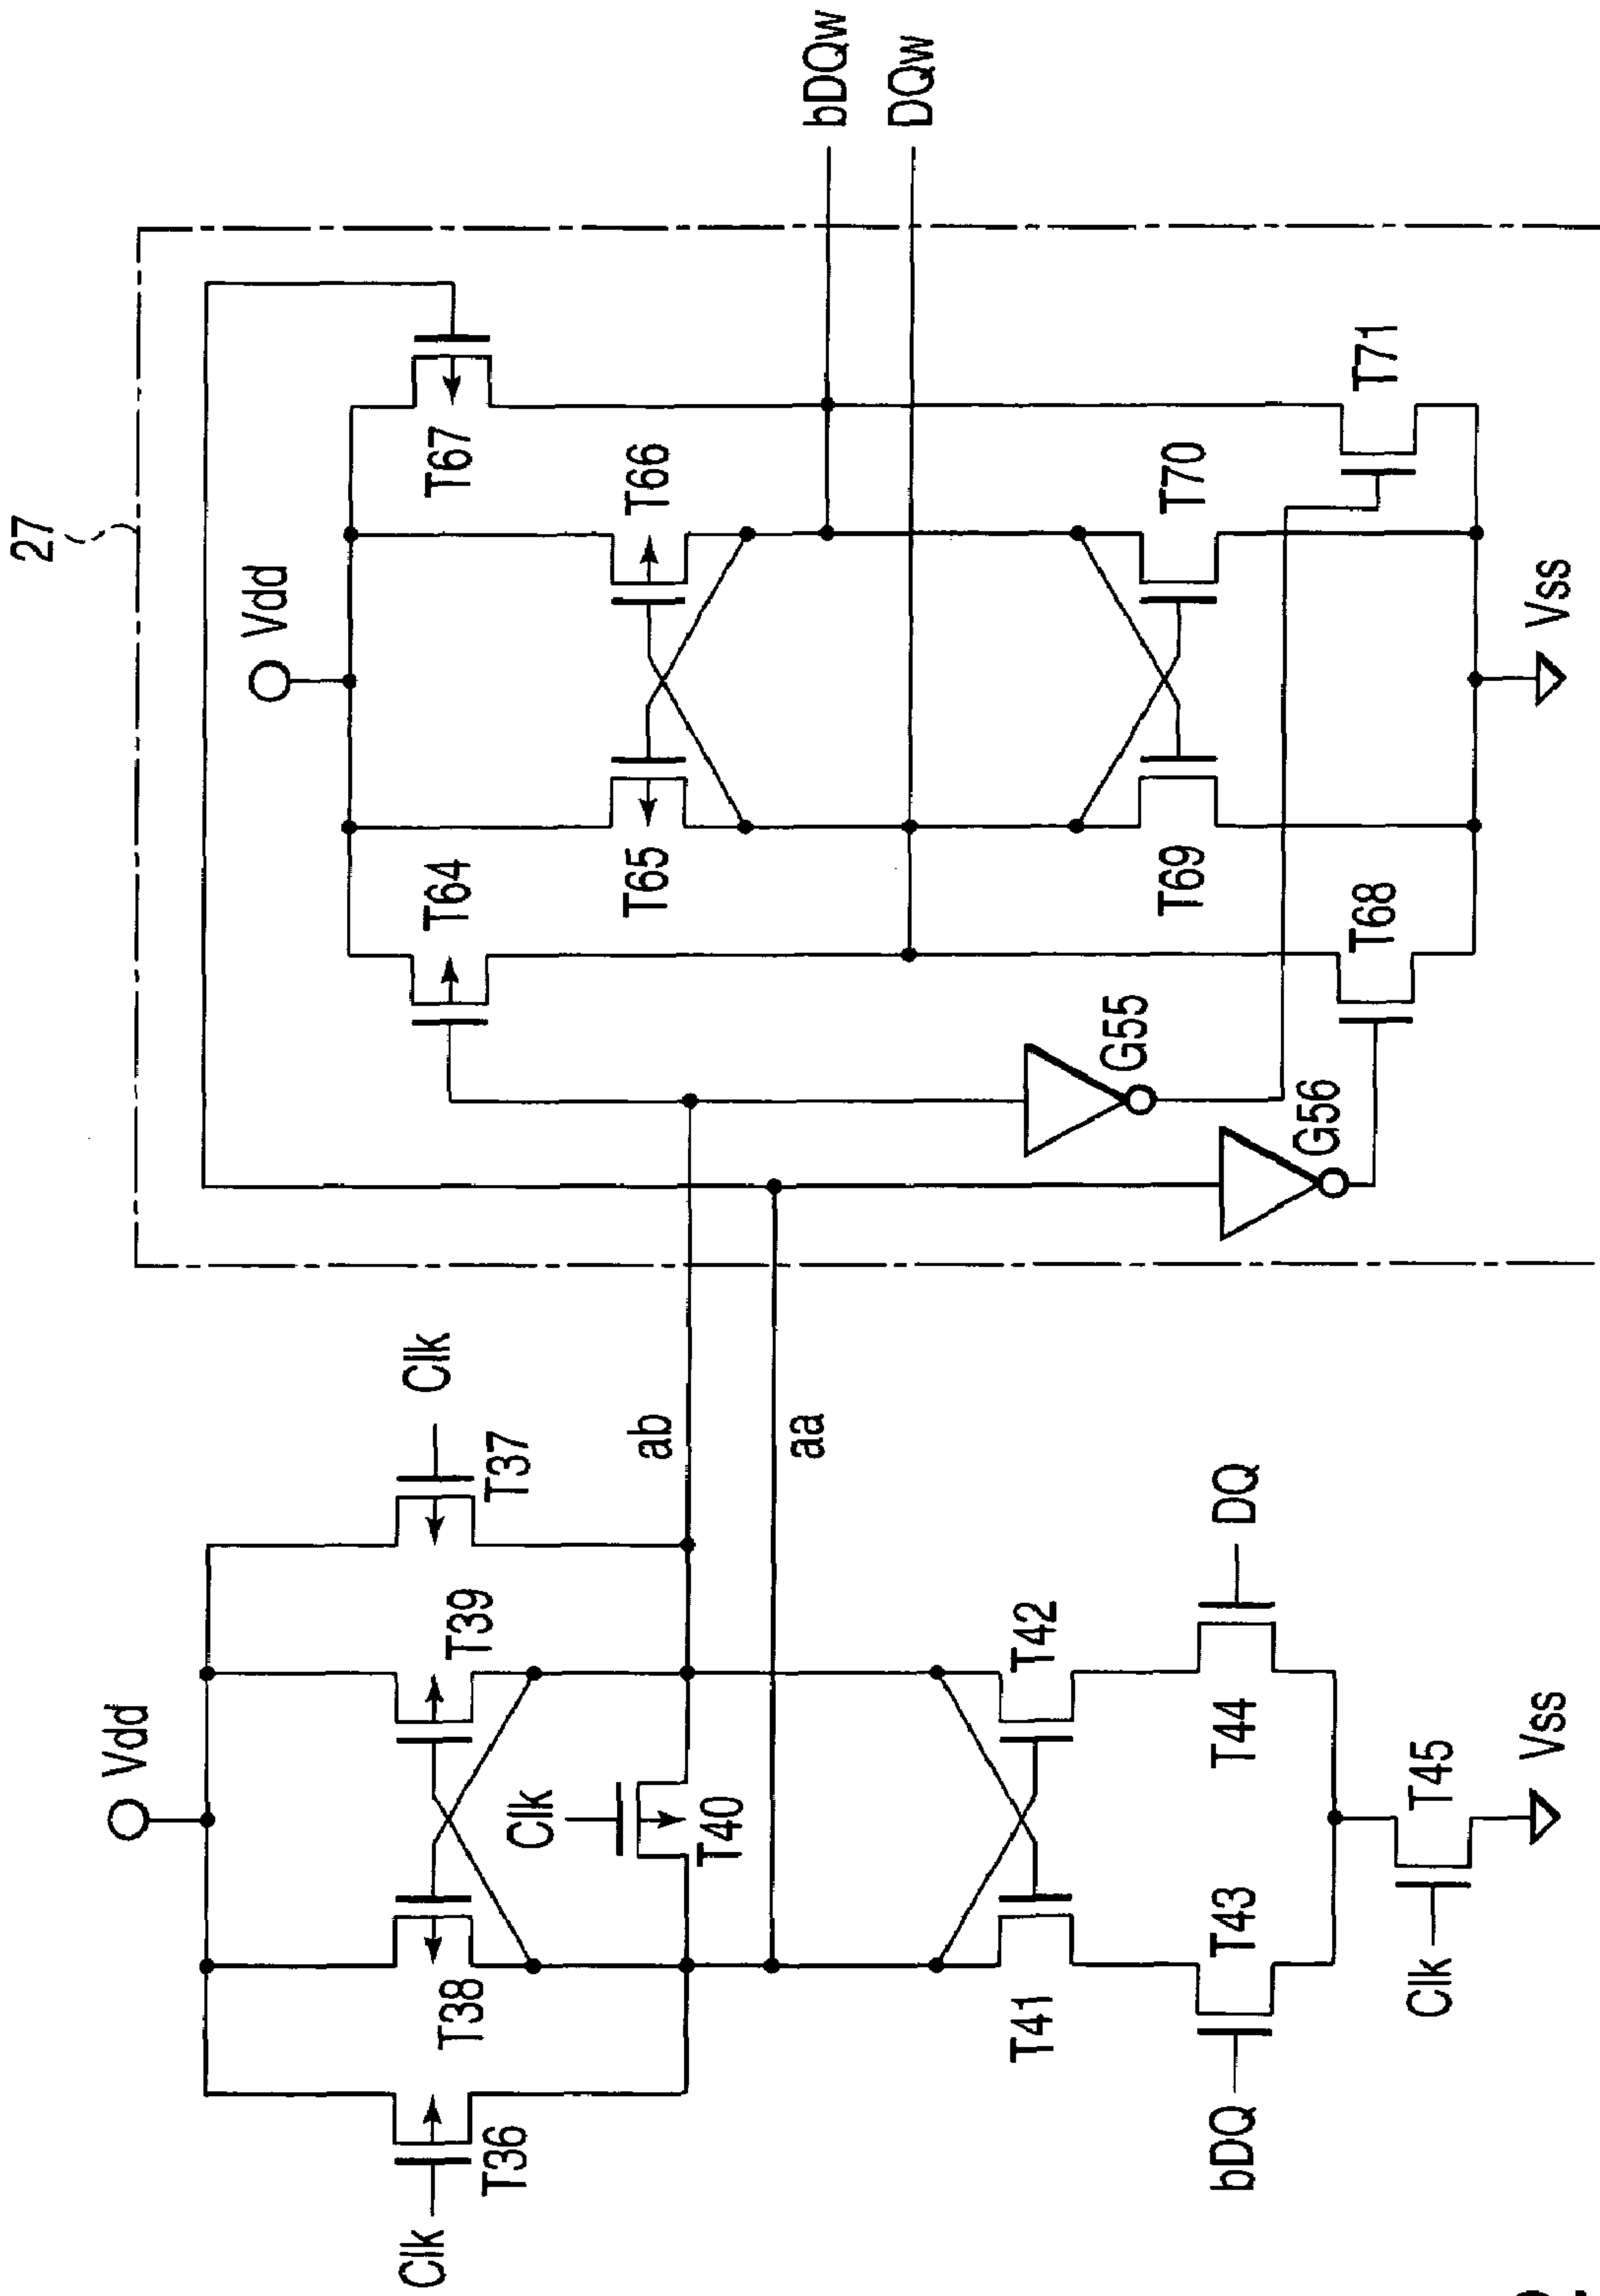 27
Vdd
T64
T65
T66
T67
bDQw
DQw
T68
T69
T70
T71
G55
G56
Vss
Vdd
Clk
T36
T38
T39
T37
Clk
Clk
T40
ab
aa
T41
T42
bDQ
T43
T44
DQ
Clk
T45
Vss